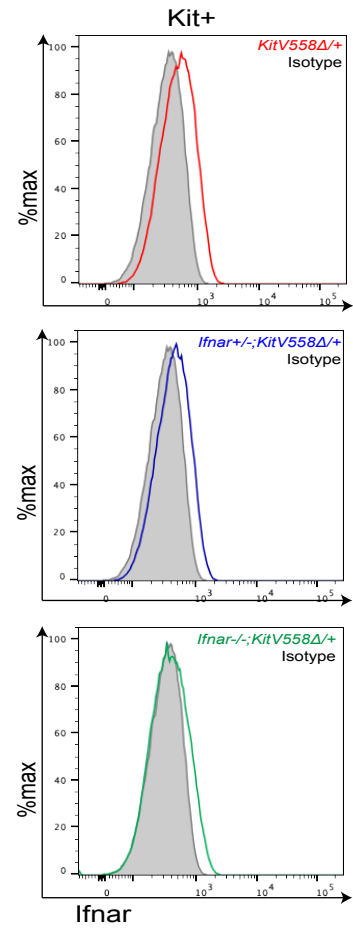 Kit+
KitV558Δ/+
Isotype
100
80
60
40
20
0
%max
0 10³ 10⁴ 10⁵
Ifnar+/-;KitV558Δ/+
Isotype
100
80
60
40
20
0
%max
0 10³ 10⁴ 10⁵
Ifnar-/-;KitV558Δ/+
Isotype
100
80
60
40
20
0
%max
0 10³ 10⁴ 10⁵
Ifnar